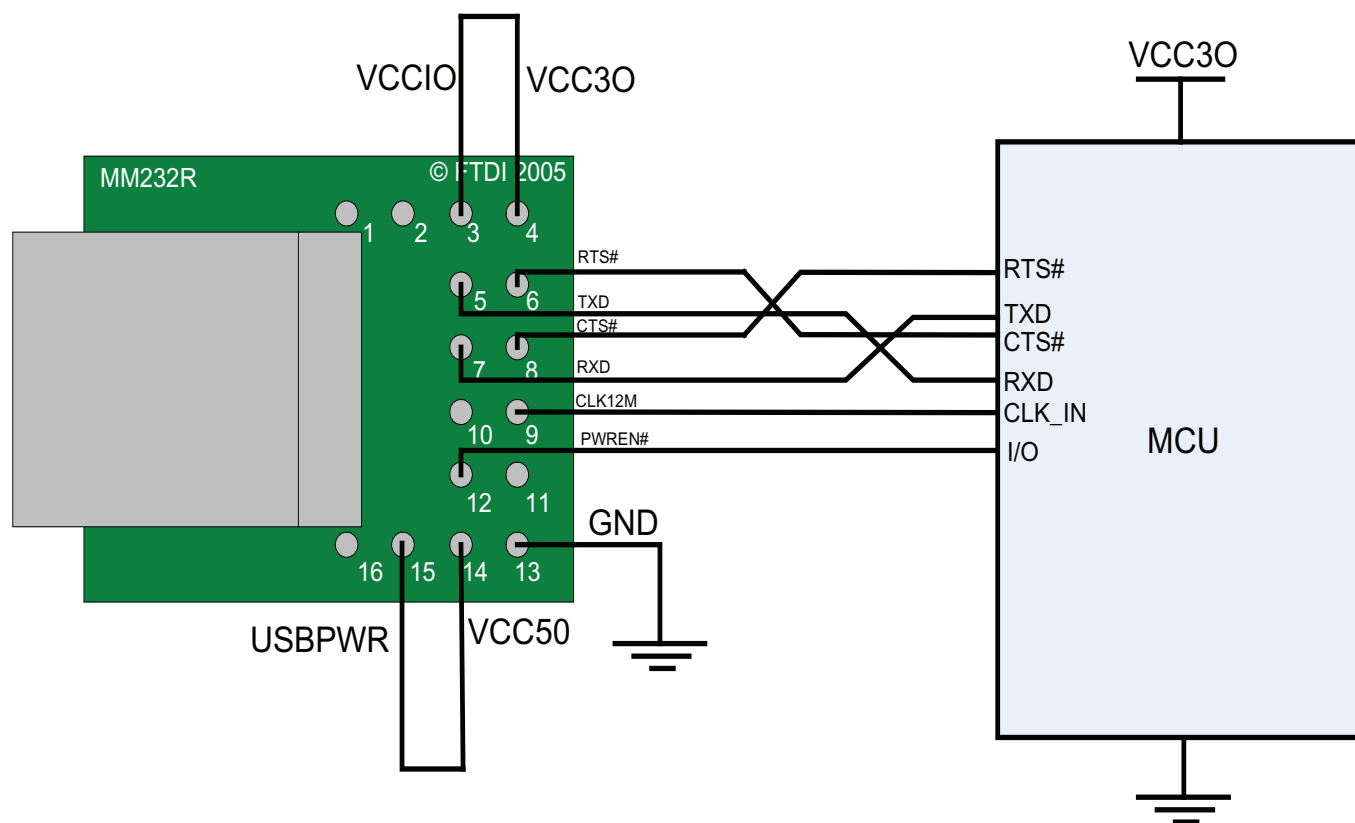 VCCIO
VCC3O
VCC3O
MM232R
© FTDI 2005
1
2
3
4
RTS#
RTS#
5
6
TXD
TXD
CTS#
CTS#
7
8
RXD
RXD
CLK12M
CLK_IN
10
9
PWREN#
I/O
MCU
12
11
GND
16
15
14
13
USBPWR
VCC50